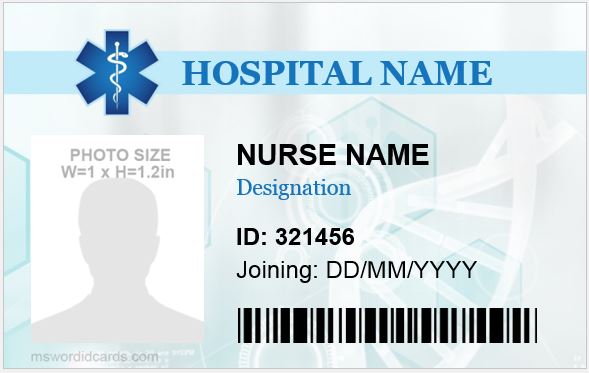 HOSPITAL NAME
PHOTO SIZE
W=1 x H=1.2in
NURSE NAME
Designation
ID: 321456
Joining: DD/MM/YYYY
mswordidcards.com